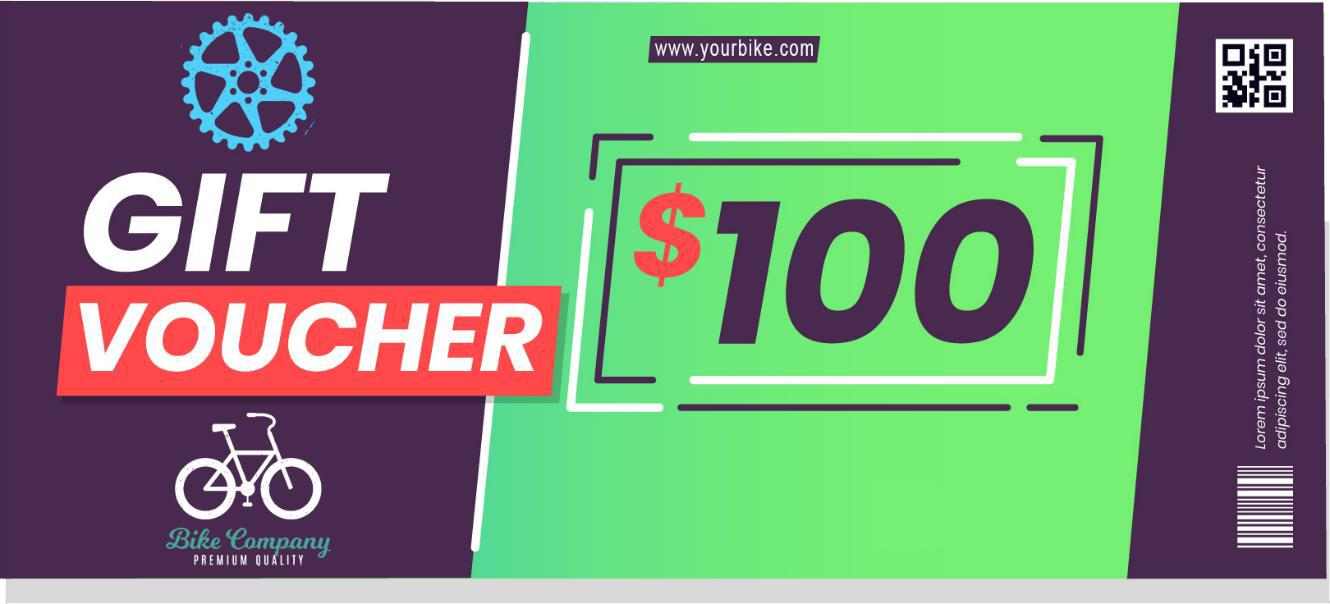 GIFT
VOUCHER
Bike Company
PREMIUM QUALITY
www.yourbike.com
$100
Lorem ipsum dolor sit amet, consectetur
adipiscing elit, sed do eiusmod.